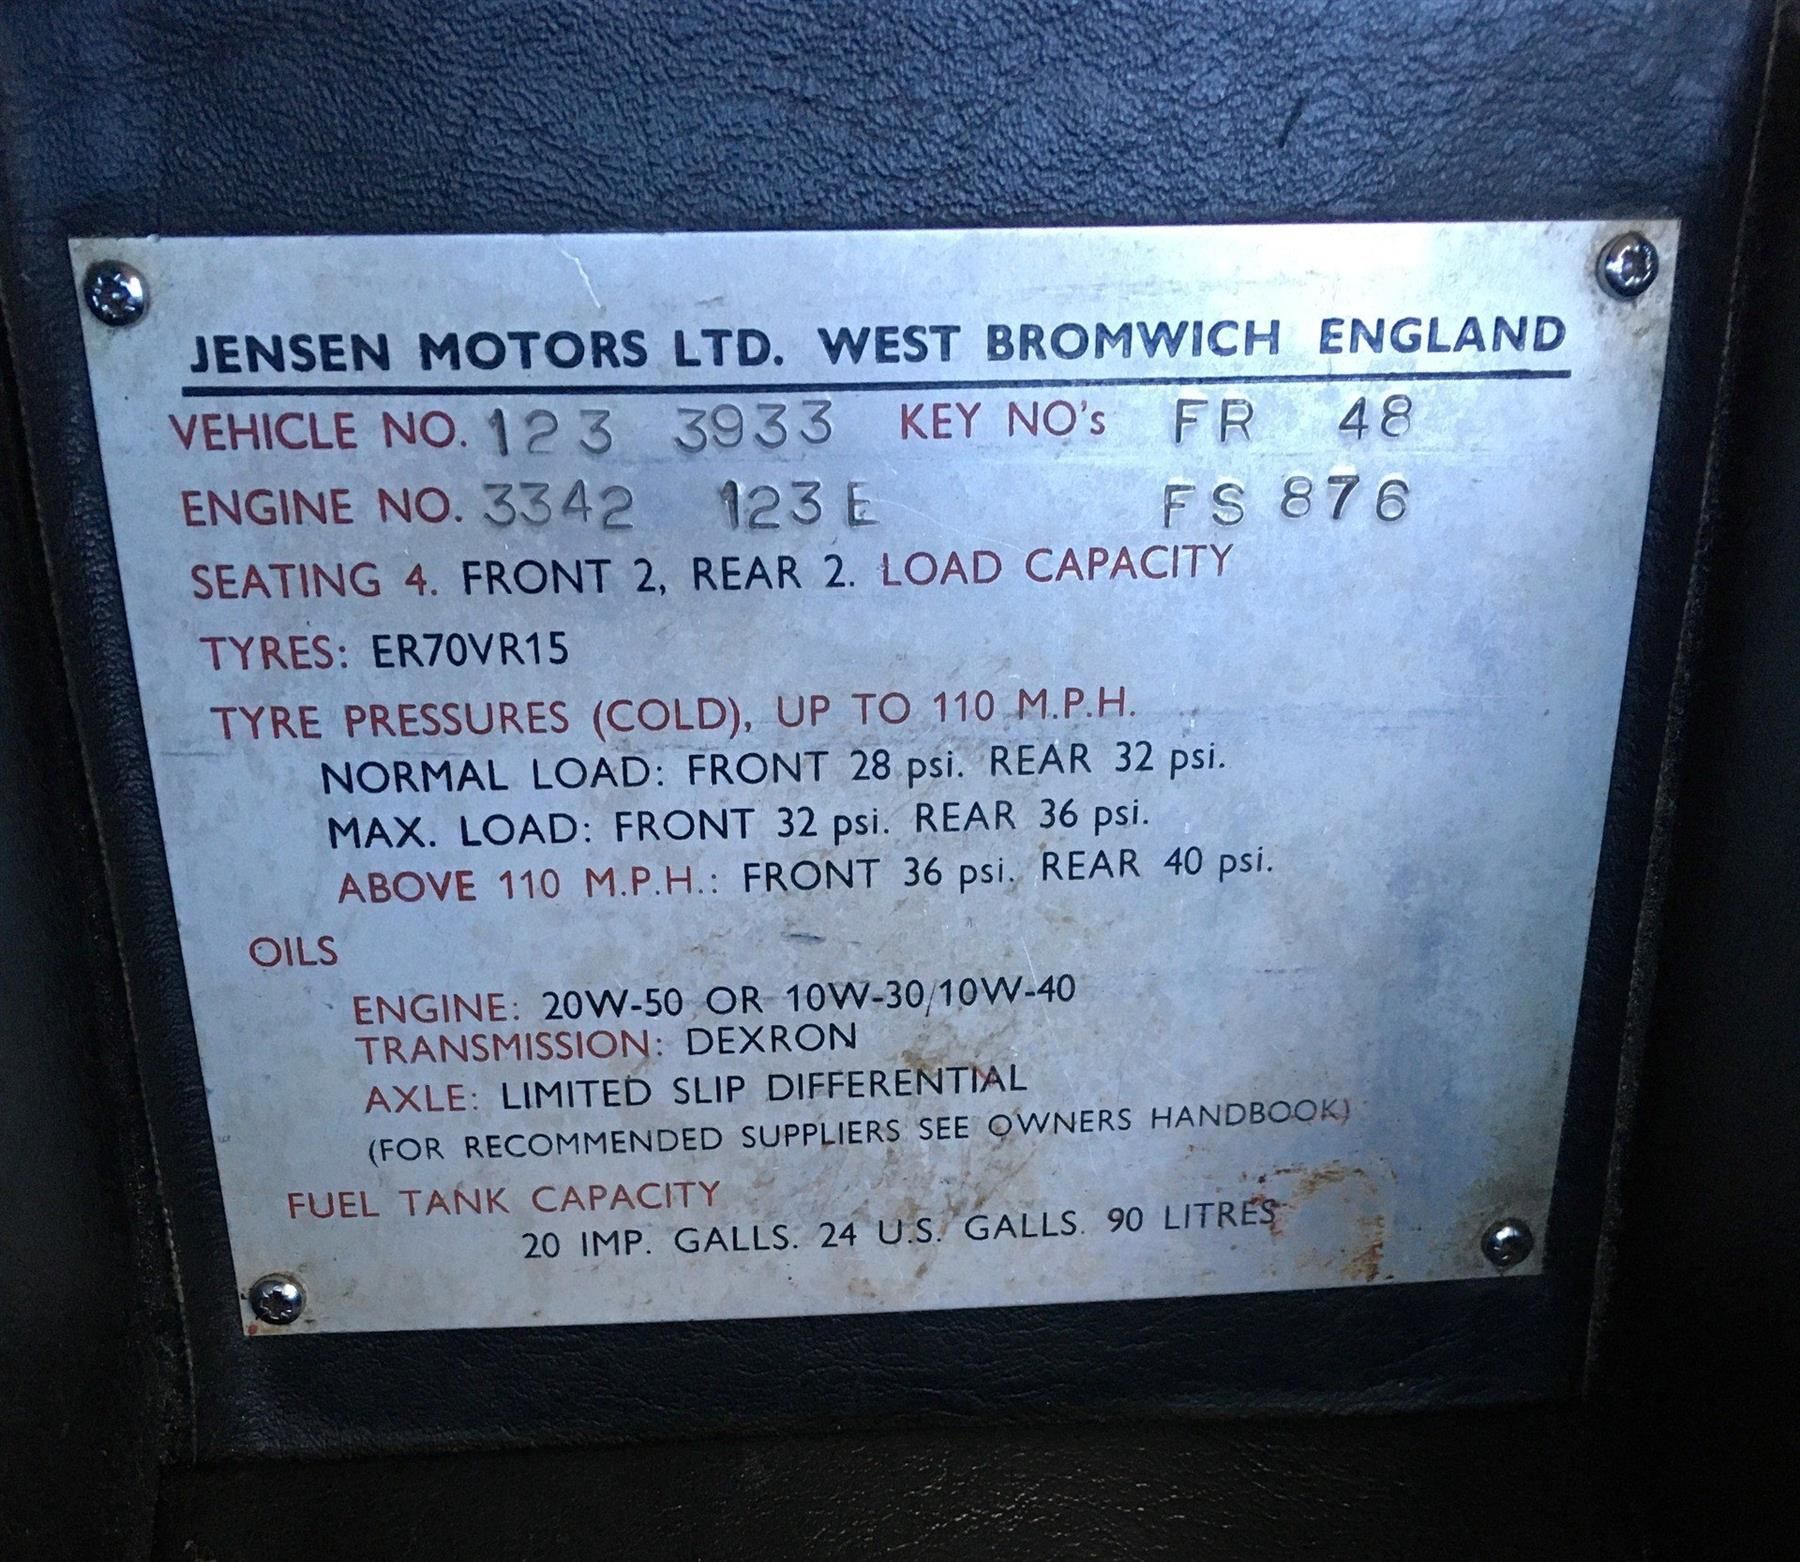 JENSEN MOTORS LTD. WEST BROMWICH ENGLAND
VEHICLE NO. 123 3933 KEY NO's FR 48
ENGINE NO. 3342 123E FS 876
SEATING 4. FRONT 2, REAR 2. LOAD CAPACITY
TYRES: ER70VR15
TYRE PRESSURES (COLD), UP TO 110 M.P.H.
NORMAL LOAD: FRONT 28 psi. REAR 32 psi.
MAX. LOAD: FRONT 32 psi. REAR 36 psi.
ABOVE 110 M.P.H.: FRONT 36 psi. REAR 40 psi.
OILS
ENGINE: 20W-50 OR 10W-30/10W-40
TRANSMISSION: DEXRON
AXLE: LIMITED SLIP DIFFERENTIAL
(FOR RECOMMENDED SUPPLIERS SEE OWNERS HANDBOOK)
FUEL TANK CAPACITY
20 IMP. GALLS. 24 U.S. GALLS. 90 LITRES